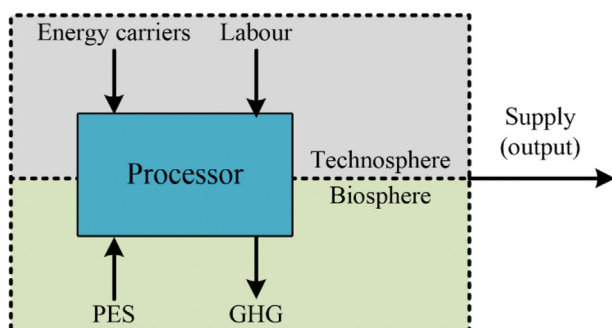 Energy carriers Labour
Supply
(output)
Processor
Technosphere
Biosphere
PES GHG